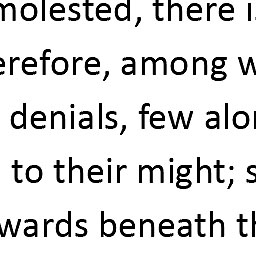 molested, there i
erefore, among w
denials, few alo
to their might; s
wards beneath th